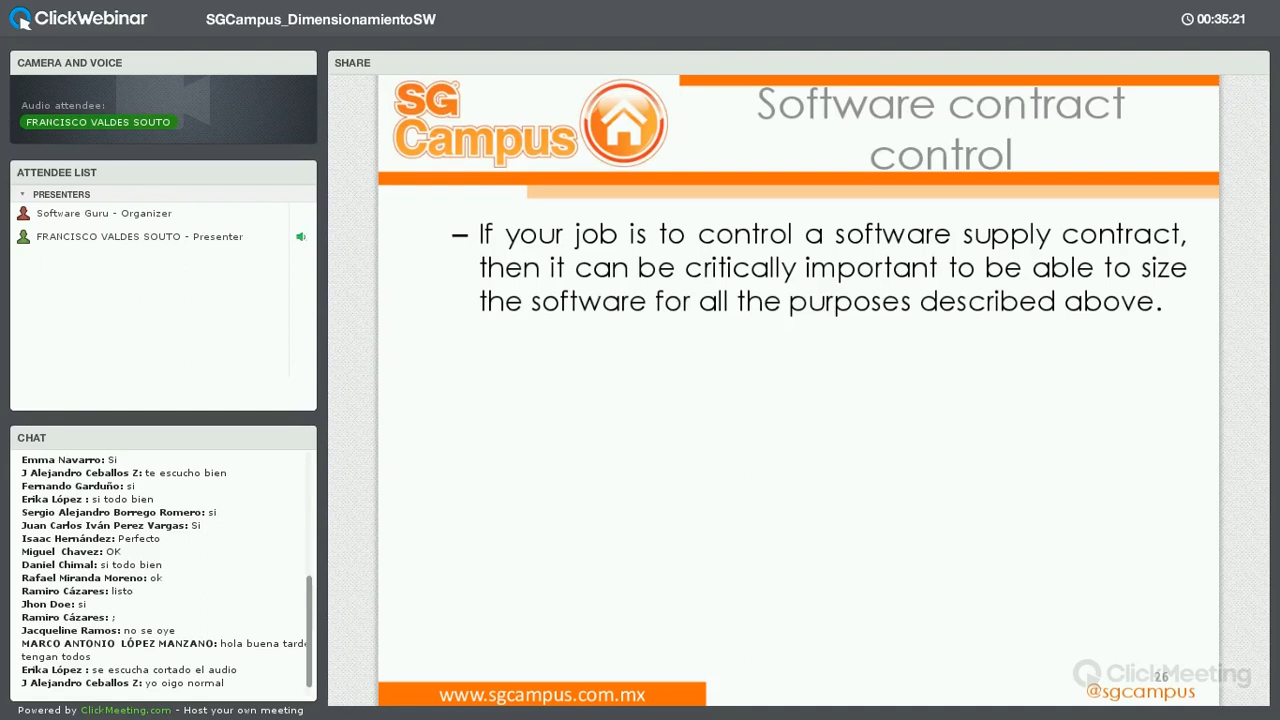 ClickWebinar
SGCampus_DimensionamientoSW
00:35:21
CAMERA AND VOICE
Audio attendee:
FRANCISCO VALDES SOUTO
ATTENDEE LIST
PRESENTERS
Software Guru - Organizer
FRANCISCO VALDES SOUTO - Presenter
CHAT
Emma Navarro: Si
J Alejandro Ceballos Z: te escucho bien
Fernando Garduño: si
Erika López : si todo bien
Sergio Alejandro Borrego Romero: si
Juan Carlos Iván Perez Vargas: Si
Isaac Hernández: Perfecto
Miguel Chavez: OK
Daniel Chimal: si todo bien
Rafael Miranda Moreno: ok
Ramiro Cázares: listo
Jhon Doe: si
Ramiro Cázares: ;
Jacqueline Ramos: no se oye
MARCO ANTONIO LÓPEZ MANZANO: hola buena tarde
tengan todos
Erika López : se escucha cortado el audio
J Alejandro Ceballos Z: yo oigo normal
Powered by ClickMeeting.com - Host your own meeting
SHARE
SG
Campus
Software contract
control
– If your job is to control a software supply contract,
then it can be critically important to be able to size
the software for all the purposes described above.
ClickMeeting
26
www.sgcampus.com.mx
@sgcampus